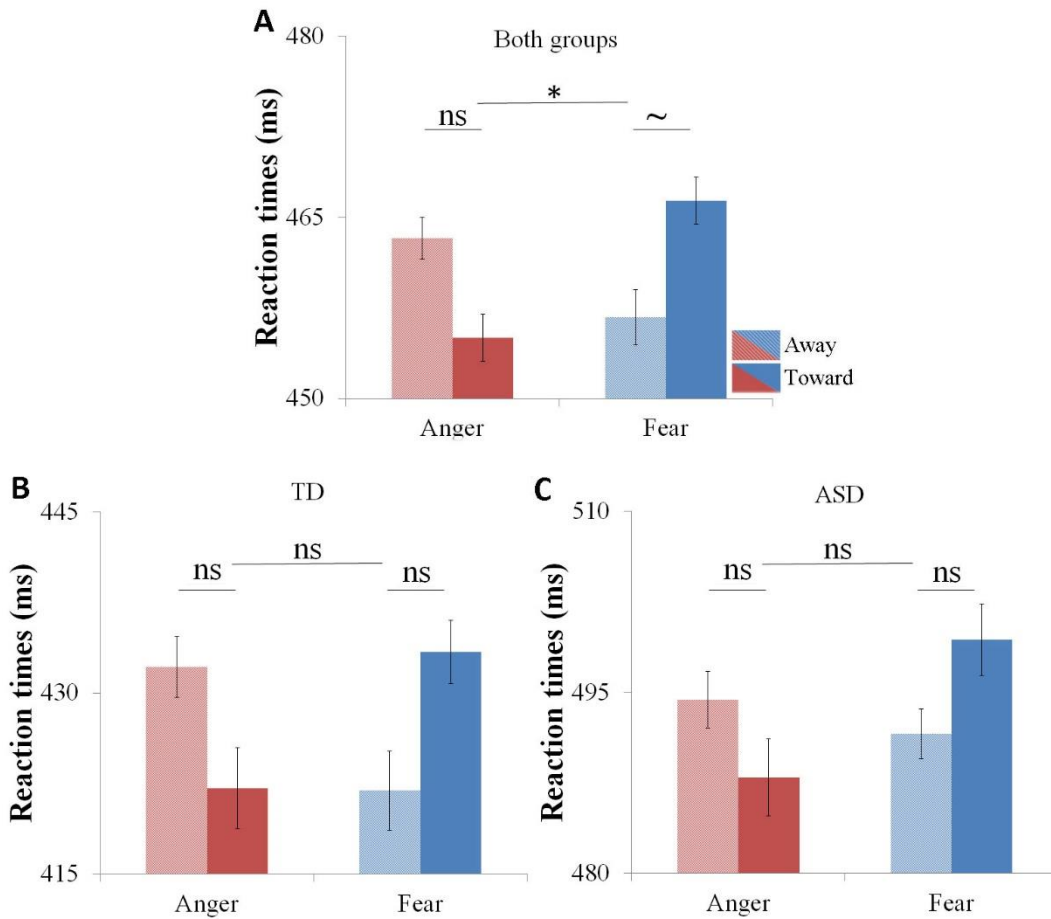 A
Both groups
Reaction times (ms)
480
465
450
ns
*
~
Anger
Fear
Away
Toward
B
TD
Reaction times (ms)
445
430
415
ns
ns
ns
Anger
Fear
C
ASD
Reaction times (ms)
510
495
480
ns
ns
ns
Anger
Fear